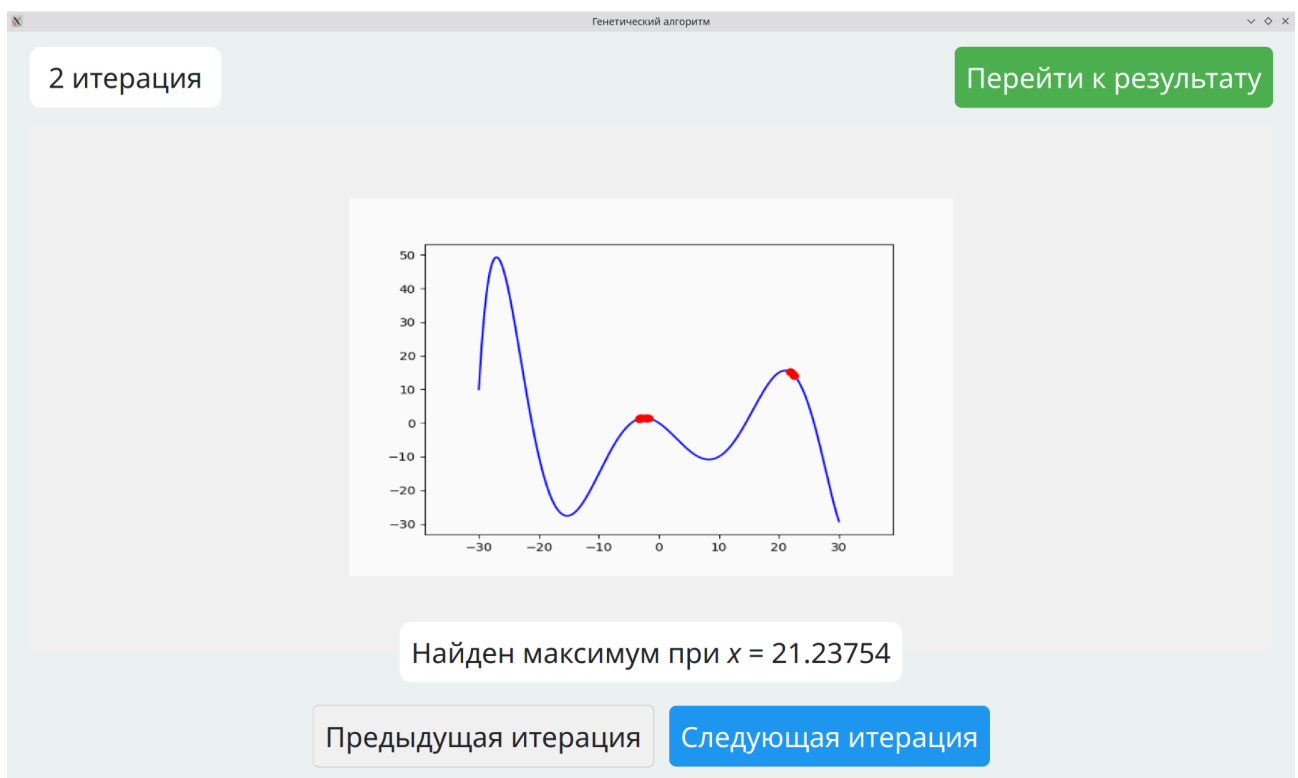 Генетический алгоритм
2 итерация
Перейти к результату
50
40
30
20
10
0
−10
−20
−30
−30 −20 −10 0 10 20 30
Найден максимум при x = 21.23754
Предыдущая итерация
Следующая итерация